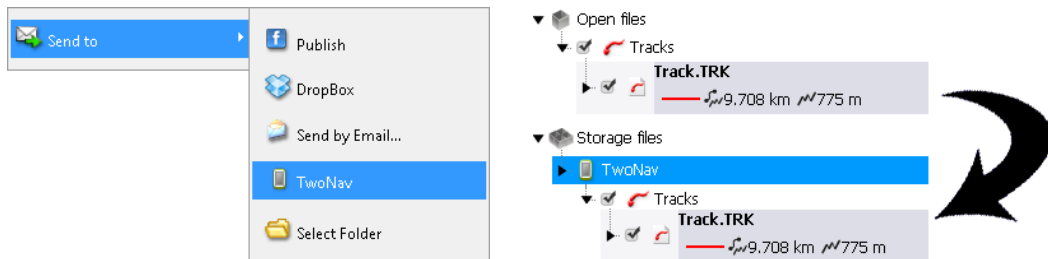 Send to
Publish
DropBox
Send by Email...
TwoNav
Select Folder
Open files
Tracks
Track.TRK
9.708 km 775 m
Storage files
TwoNav
Tracks
Track.TRK
9.708 km 775 m